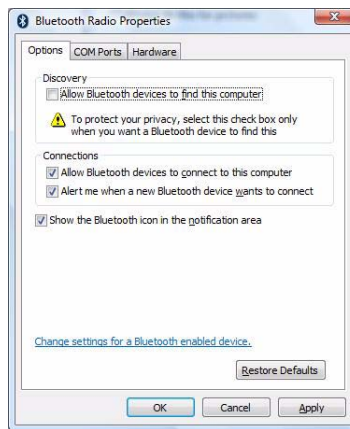 Bluetooth Radio Properties
Options COM Ports Hardware
Discovery
Allow Bluetooth devices to find this computer
To protect your privacy, select this check box only
when you want a Bluetooth device to find this
Connections
Allow Bluetooth devices to connect to this computer
Alert me when a new Bluetooth device wants to connect
Show the Bluetooth icon in the notification area
Change settings for a Bluetooth enabled device.
Restore Defaults
OK Cancel Apply